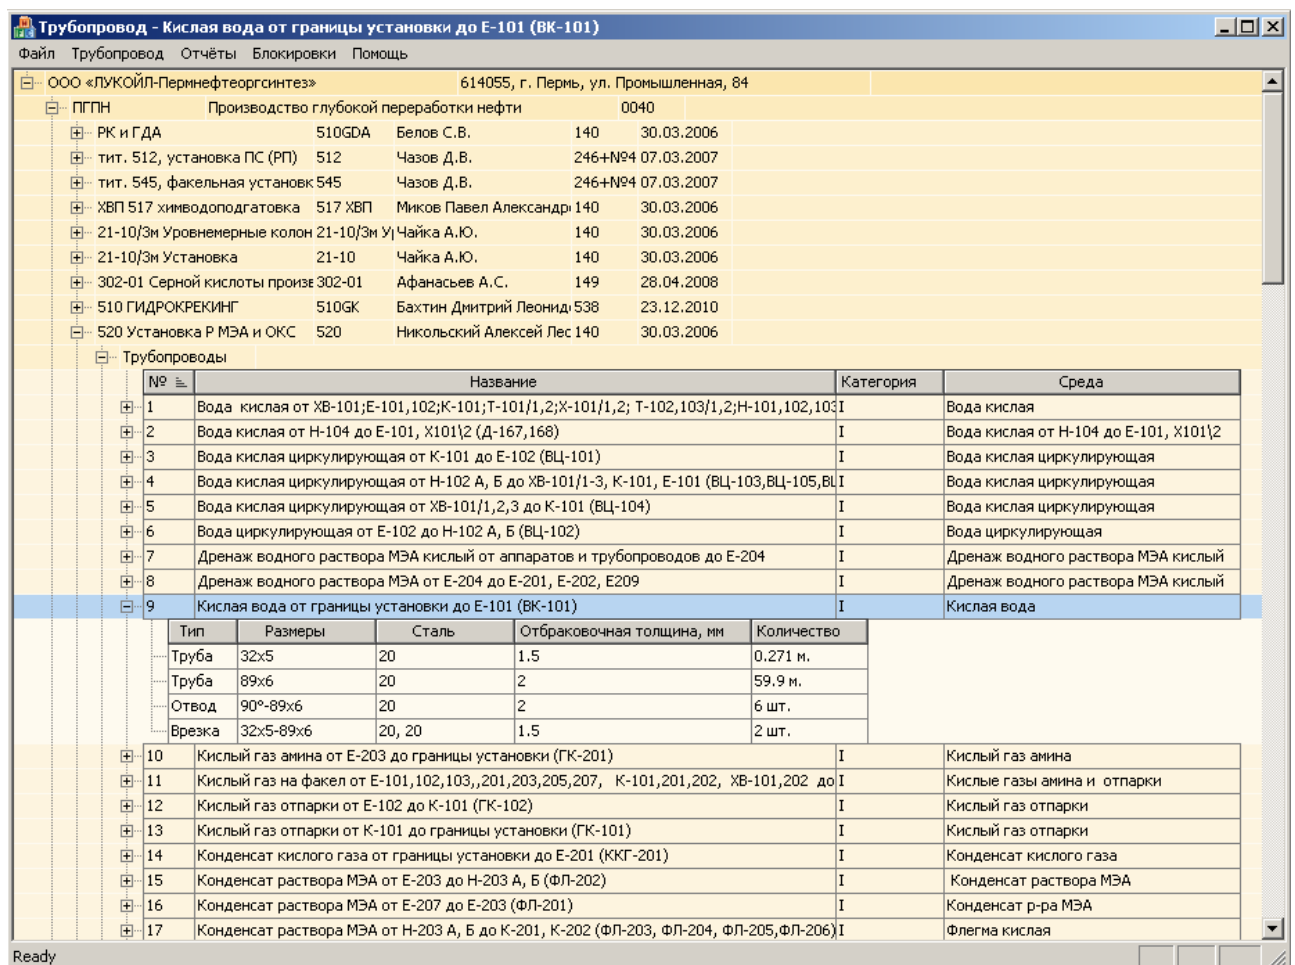 Трубопровод - Кислая вода от границы установки до Е-101 (ВК-101)
Файл Трубопровод Отчёты Блокировки Помощь
ООО «ЛУКОЙЛ-Пермнефтеоргсинтез» 614055, г. Пермь, ул. Промышленная, 84
ПГПН Производство глубокой переработки нефти 0040
РК и ГДА 510GDA Белов С.В. 140 30.03.2006
тит. 512, установка ПС (РП) 512 Чазов Д.В. 246+№4 07.03.2007
тит. 545, факельная установк 545 Чазов Д.В. 246+№4 07.03.2007
ХВП 517 химводоподгатовка 517 ХВП Миков Павел Александр 140 30.03.2006
21-10/3м Уровнемерные колон 21-10/3м У Чайка А.Ю. 140 30.03.2006
21-10/3м Установка 21-10 Чайка А.Ю. 140 30.03.2006
302-01 Серной кислоты произв 302-01 Афанасьев А.С. 149 28.04.2008
510 ГИДРОКРЕКИНГ 510GK Бахтин Дмитрий Леонид 538 23.12.2010
520 Установка Р МЭА и ОКС 520 Никольский Алексей Лес 140 30.03.2006
Трубопроводы
№ Название Категория Среда
1 Вода кислая от ХВ-101;Е-101,102;К-101;Т-101/1,2;Х-101/1,2; Т-102,103/1,2;Н-101,102,103 I Вода кислая
2 Вода кислая от Н-104 до Е-101, Х101\2 (Д-167,168) I Вода кислая от Н-104 до Е-101, Х101\2
3 Вода кислая циркулирующая от К-101 до Е-102 (ВЦ-101) I Вода кислая циркулирующая
4 Вода кислая циркулирующая от Н-102 А, Б до ХВ-101/1-3, К-101, Е-101 (ВЦ-103,ВЦ-105,ВЦ I Вода кислая циркулирующая
5 Вода кислая циркулирующая от ХВ-101/1,2,3 до К-101 (ВЦ-104) I Вода кислая циркулирующая
6 Вода циркулирующая от Е-102 до Н-102 А, Б (ВЦ-102) I Вода циркулирующая
7 Дренаж водного раствора МЭА кислый от аппаратов и трубопроводов до Е-204 I Дренаж водного раствора МЭА кислый
8 Дренаж водного раствора МЭА от Е-204 до Е-201, Е-202, Е209 I Дренаж водного раствора МЭА кислый
9 Кислая вода от границы установки до Е-101 (ВК-101) I Кислая вода
Тип Размеры Сталь Отбраковочная толщина, мм Количество
Труба 32х5 20 1.5 0.271 м.
Труба 89х6 20 2 59.9 м.
Отвод 90°-89х6 20 2 6 шт.
Врезка 32х5-89х6 20, 20 1.5 2 шт.
10 Кислый газ амина от Е-203 до границы установки (ГК-201) I Кислый газ амина
11 Кислый газ на факел от Е-101,102,103,,201,203,205,207, К-101,201,202, ХВ-101,202 до I Кислые газы амина и отпарки
12 Кислый газ отпарки от Е-102 до К-101 (ГК-102) I Кислый газ отпарки
13 Кислый газ отпарки от К-101 до границы установки (ГК-101) I Кислый газ отпарки
14 Конденсат кислого газа от границы установки до Е-201 (ККГ-201) I Конденсат кислого газа
15 Конденсат раствора МЭА от Е-203 до Н-203 А, Б (ФЛ-202) I Конденсат раствора МЭА
16 Конденсат раствора МЭА от Е-207 до Е-203 (ФЛ-201) I Конденсат р-ра МЭА
17 Конденсат раствора МЭА от Н-203 А, Б до К-201, К-202 (ФЛ-203, ФЛ-204, ФЛ-205,ФЛ-206) I Флегма кислая
Ready